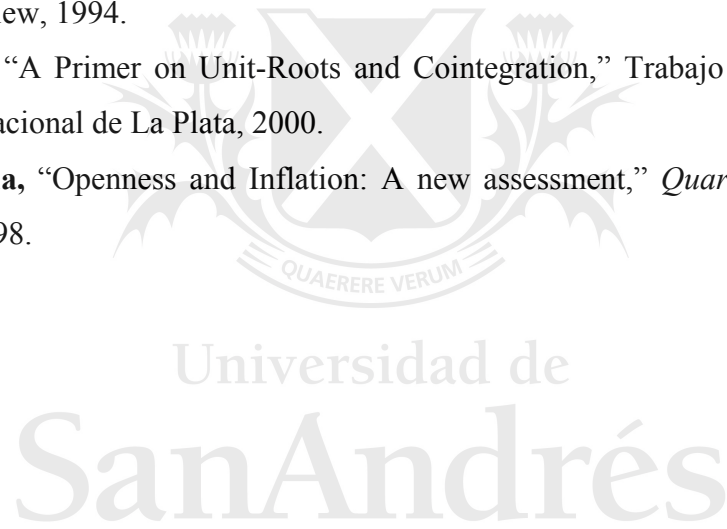 ew, 1994.
“A Primer on Unit-Roots and Cointegration,” Trabajo
acional de La Plata, 2000.
a, “Openness and Inflation: A new assessment,” Quar
98.
QUAERERE VERUM
Universidad de
SanAndrés